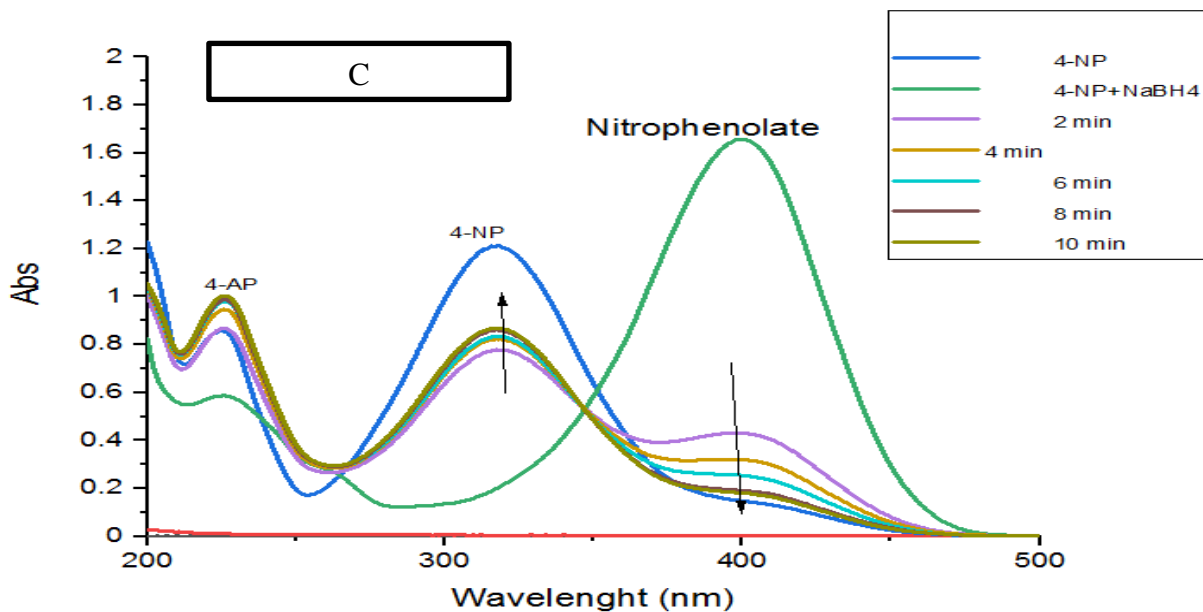 C
2
1.8
1.6
1.4
1.2
1
0.8
0.6
0.4
0.2
0
Abs
4-AP
4-NP
Nitrophenolate
200
300
400
500
Wavelenght (nm)
4-NP
4-NP+NaBH4
2 min
4 min
6 min
8 min
10 min